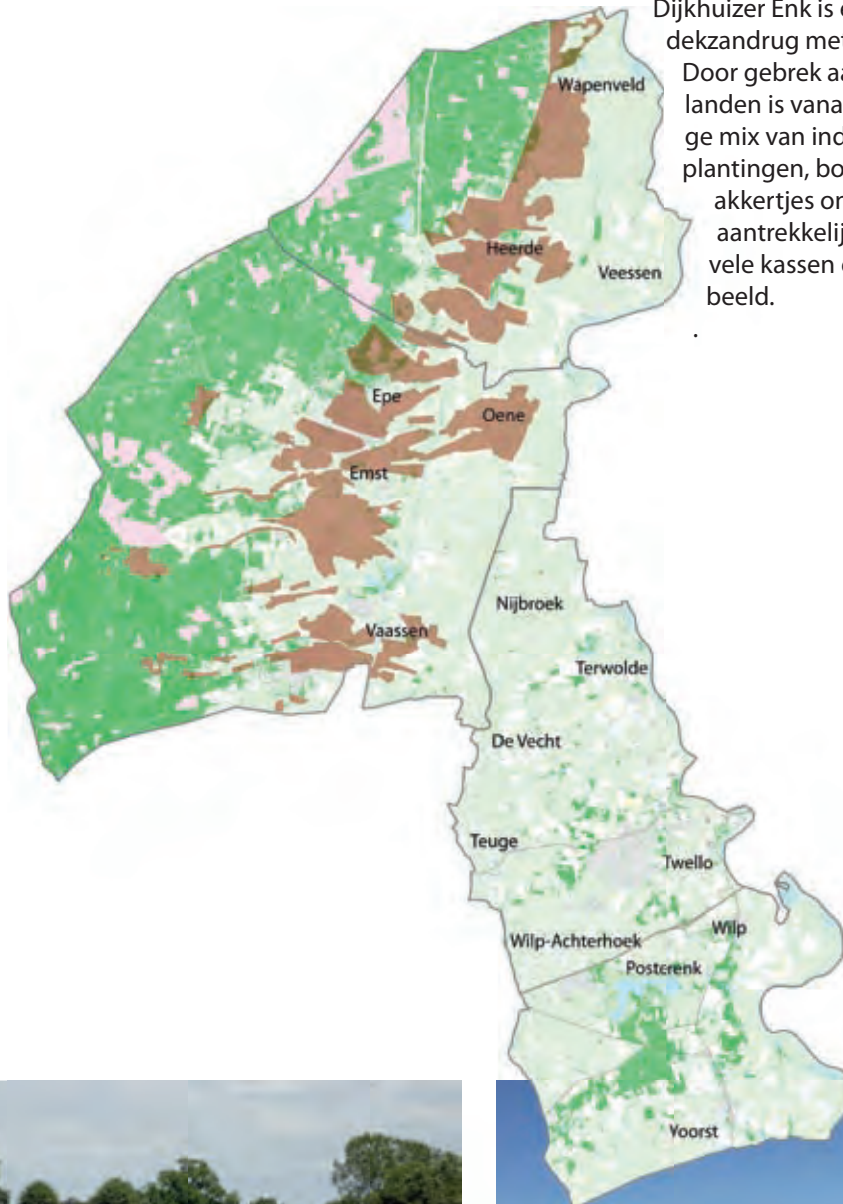 Dijkhuizer Enk is
dekzandrug met
Door gebrek
landen is vana
ge mix van ind
plantingen, bo
akkertjes
aantrekkelij
vele kassen
beeld.
.
Wapenveld
Heerde
Veessen
Epe
Oene
Emst
Nijbroek
Vaassen
Terwolde
De Vecht
Teuge
Twello
Wilp-Achterhoek
Wilp
Posterenk
Voorst